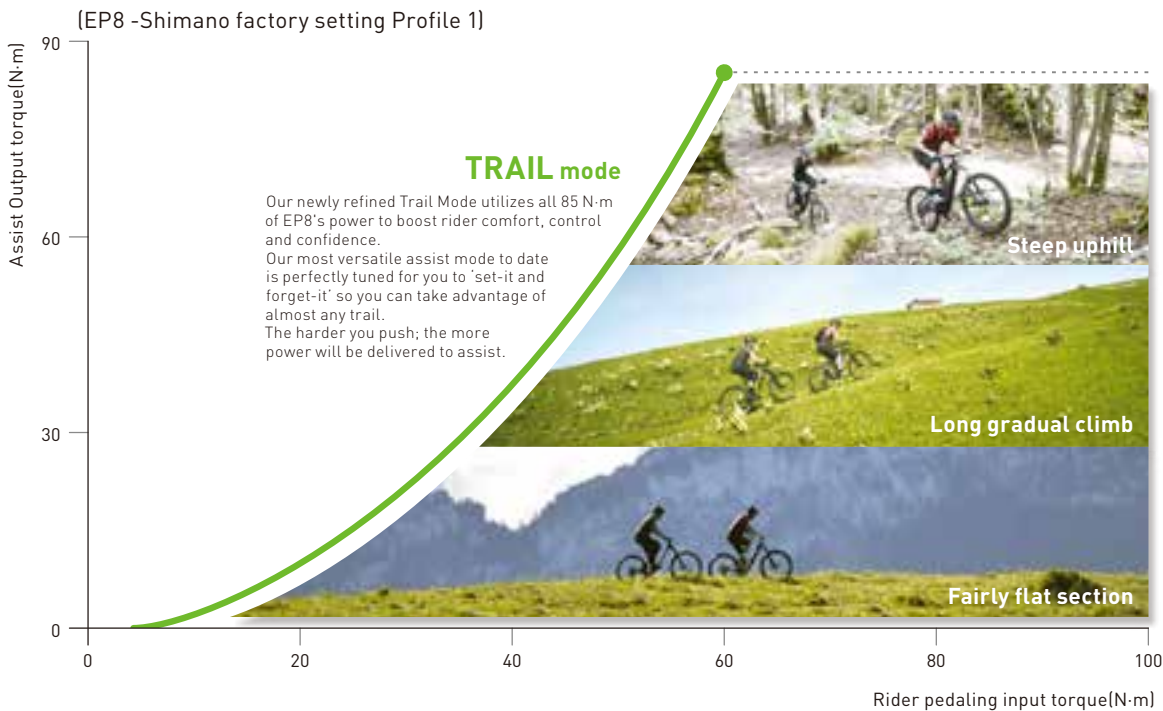 (EP8 -Shimano factory setting Profile 1)
90
Assist Output torque(N·m)
TRAIL mode
Our newly refined Trail Mode utilizes all 85 N·m
of EP8's power to boost rider comfort, control
and confidence.
Our most versatile assist mode to date
is perfectly tuned for you to 'set-it and
forget-it' so you can take advantage of
almost any trail.
The harder you push; the more
power will be delivered to assist.
60
Steep uphill
30
Long gradual climb
Fairly flat section
0
0 20 40 60 80 100
Rider pedaling input torque(N·m)